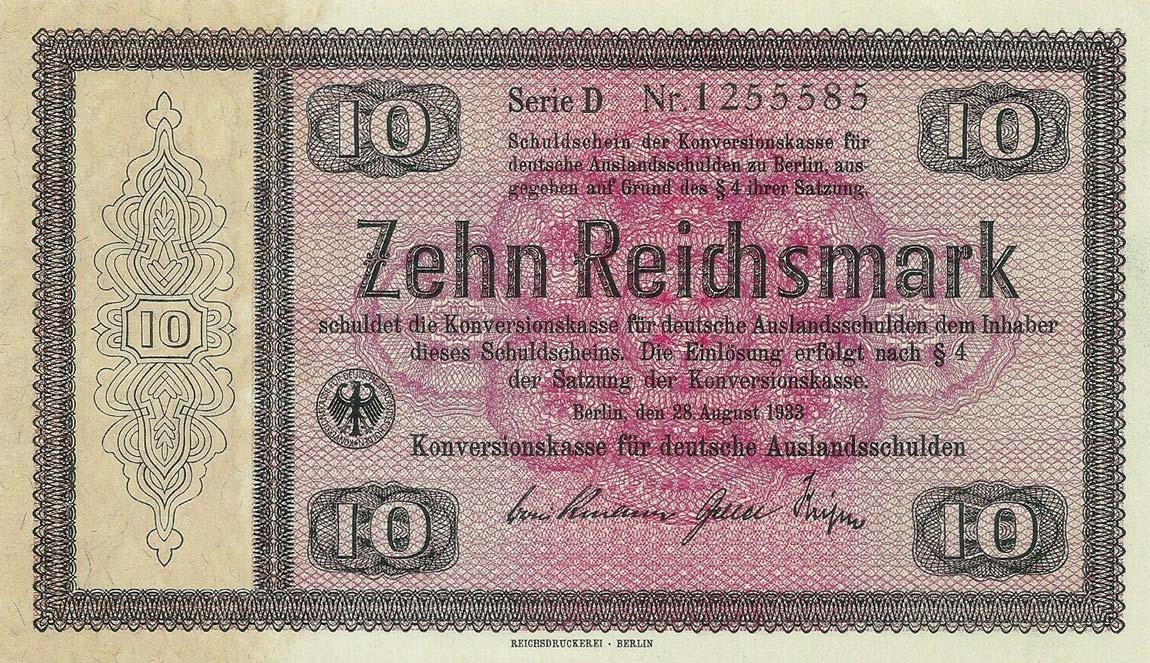 10
Serie D Nr. 1255585
10
Schuldschein der Konversionskasse für
deutsche Auslandsschulden zu Berlin, aus-
gegeben auf Grund des § 4 ihrer Satzung.
Zehn Reichsmark
10
schuldet die Konversionskasse für deutsche Auslandsschulden dem Inhaber
dieses Schuldscheins. Die Einlösung erfolgt nach § 4
der Satzung der Konversionskasse.
Berlin, den 28. August 1933
Konversionskasse für deutsche Auslandsschulden
10
10
REICHSDRUCKEREI · BERLIN